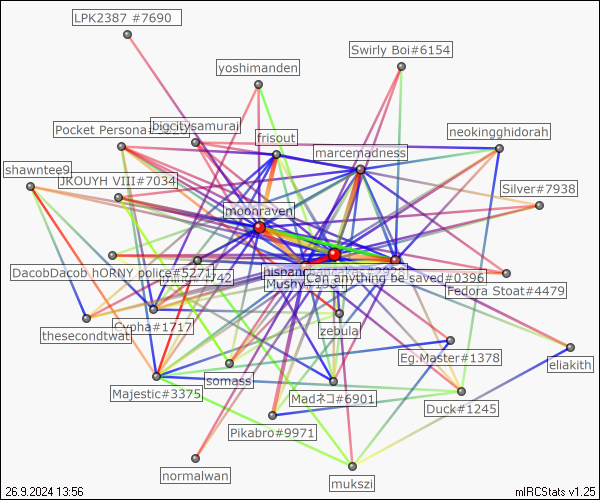 LPK2387 #7690
Swirly Boi#6154
yoshimanden
bigcitysamurai
Pocket Persona
neokingghidorah
frisout
marcemadness
shawntee9
JKOUYH VIII#7034
Silver#7938
moonraven
DacobDacob hORNY police#5271
Can anything be saved#0396
Fedora Stoat#4479
Cypha#1717
zebula
thesecondtwat
Eg.Master#1378
eliakith
somass
Majestic#3375
Madネコ#6901
Duck#1245
Pikabro#9971
normalwan
mukszi
26.9.2024 13:56
mIRCStats v1.25